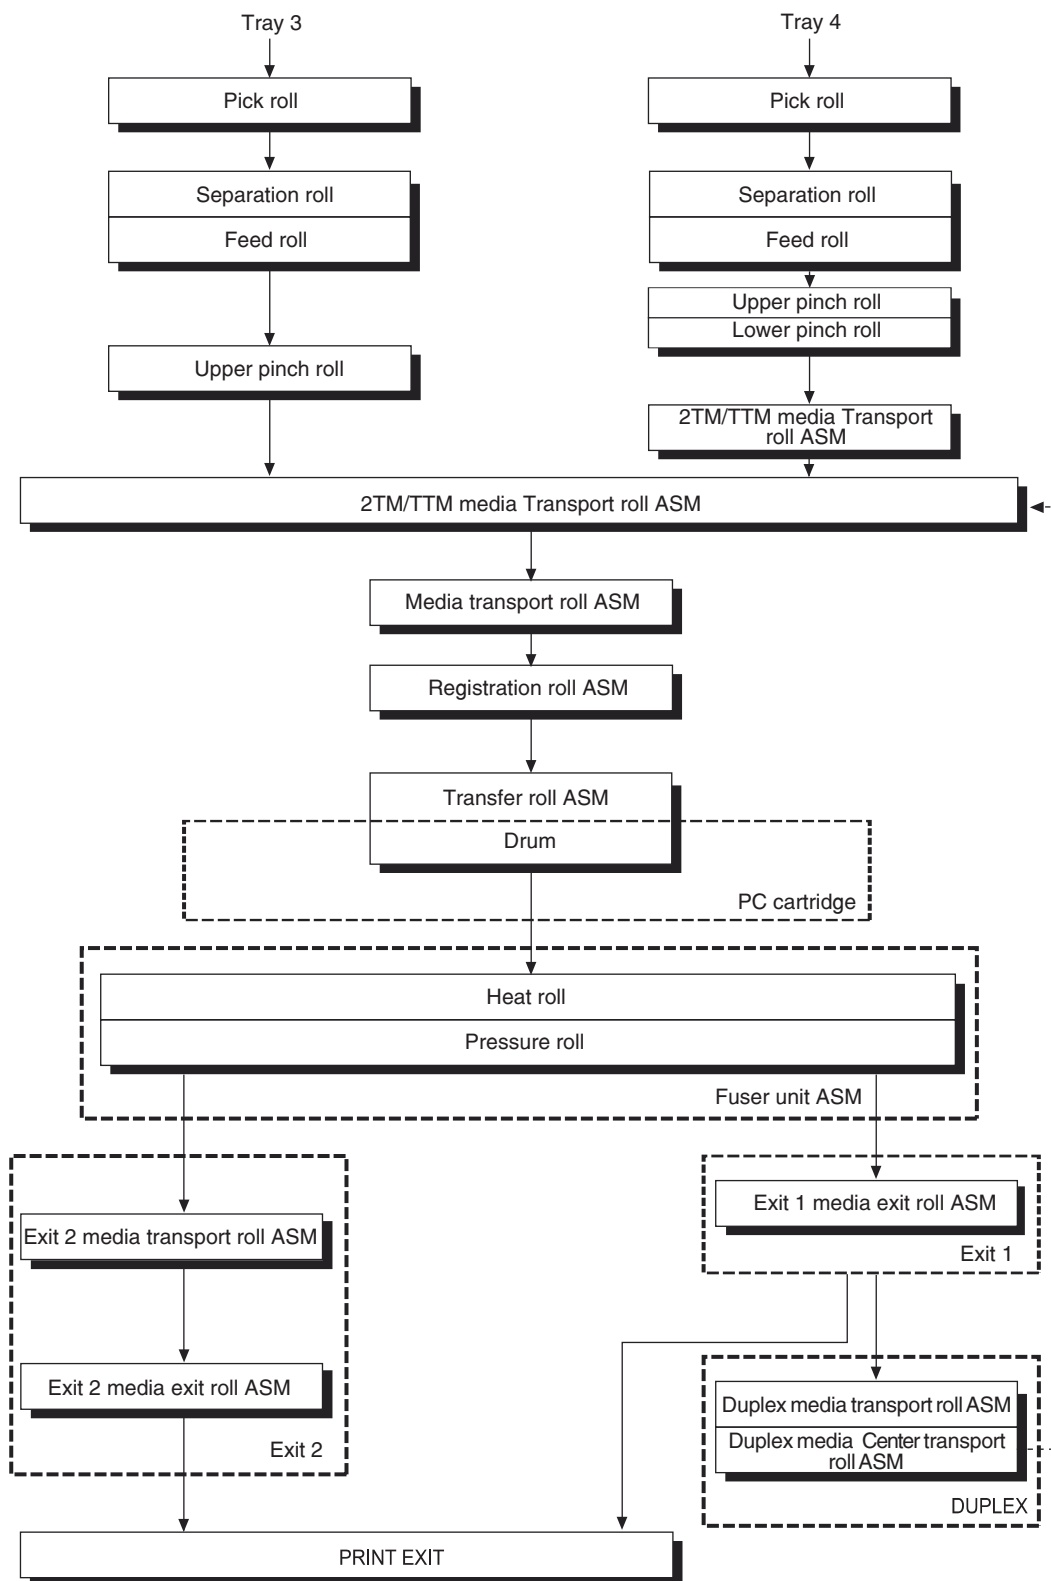 Tray 3
Tray 4
Pick roll
Pick roll
Separation roll
Separation roll
Feed roll
Feed roll
Upper pinch roll
Lower pinch roll
Upper pinch roll
2TM/TTM media Transport
roll ASM
2TM/TTM media Transport roll ASM
Media transport roll ASM
Registration roll ASM
Transfer roll ASM
Drum
PC cartridge
Heat roll
Pressure roll
Fuser unit ASM
Exit 1 media exit roll ASM
Exit 2 media transport roll ASM
Exit 1
Exit 2 media exit roll ASM
Duplex media transport roll ASM
Exit 2
Duplex media Center transport
roll ASM
DUPLEX
PRINT EXIT